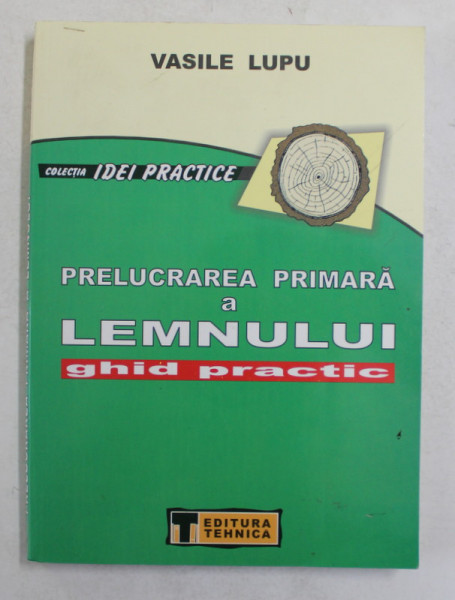 VASILE LUPU
COLECȚIA IDEI PRACTICE
PRELUCRAREA PRIMARĂ
a
LEMNULUI
ghid practic
T EDITURA
TEHNICA